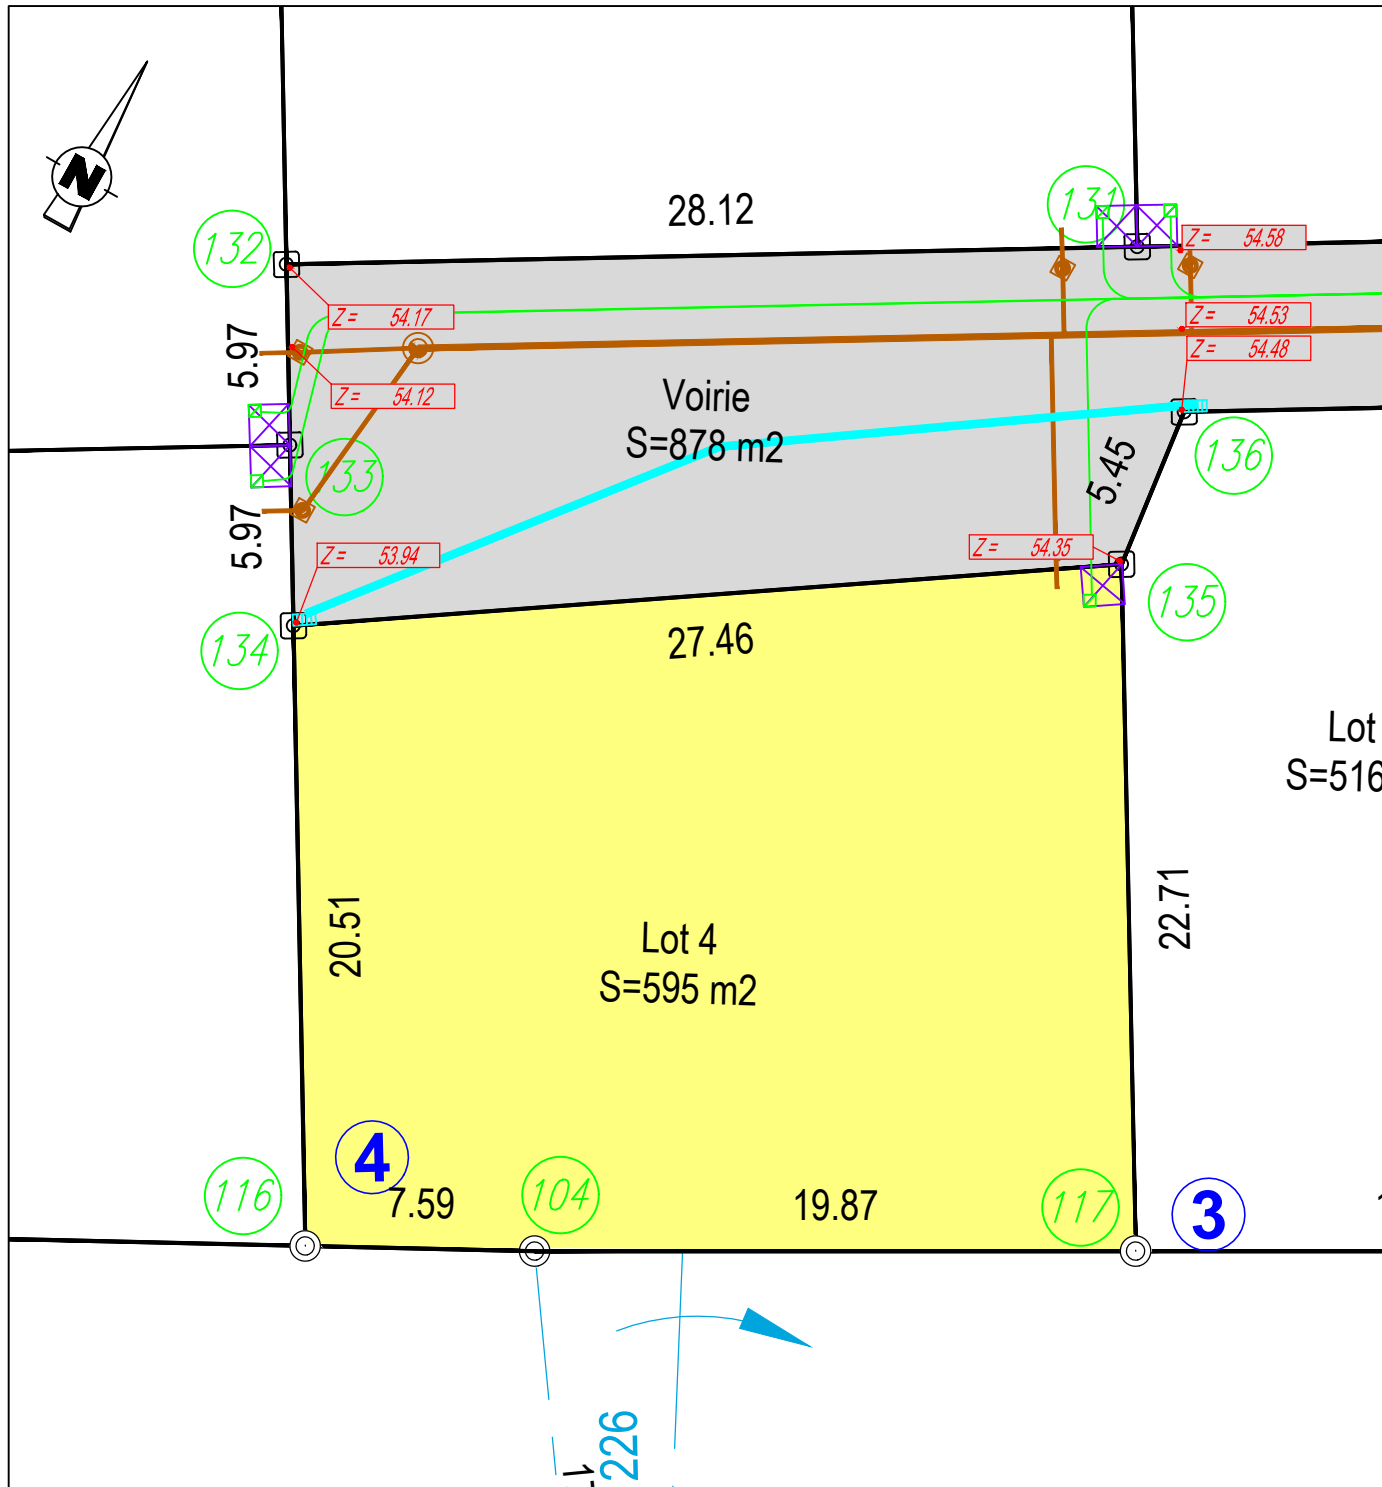 N
28.12
131
132
Z= 54.58
Z= 54.17
Z= 54.53
Z= 54.48
5.97
Z= 54.12
Voirie
S=878 m2
133
5.45
136
5.97
Z= 53.94
Z= 54.35
135
134
27.46
Lot
S=516
20.51
22.71
Lot 4
S=595 m2
4
116
7.59
104
19.87
117
3
226